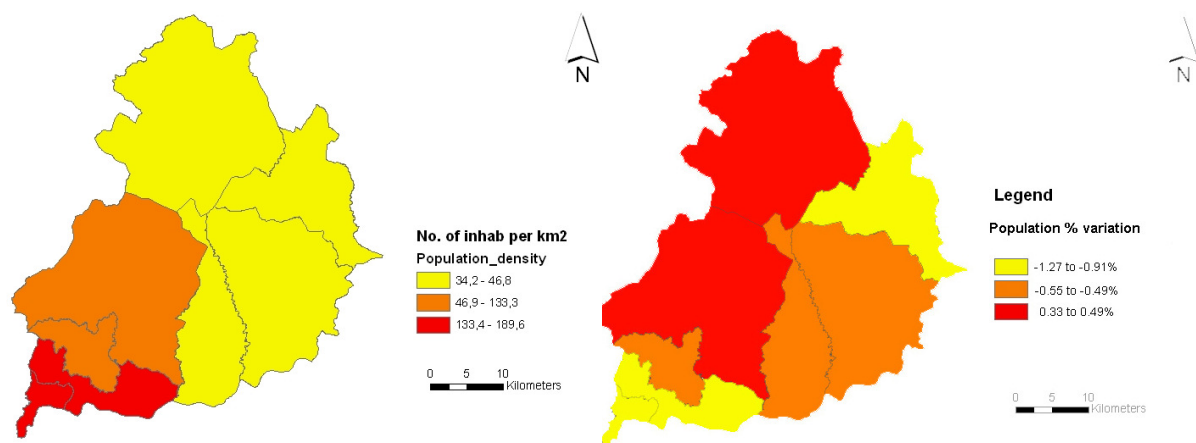 N
No. of inhab per km2
Population_density
34,2 - 46,8
46,9 - 133,3
133,4 - 189,6
0 5 10
Kilometers
N
Legend
Population % variation
-1.27 to -0.91%
-0.55 to -0.49%
0.33 to 0.49%
0 5 10
Kilometers